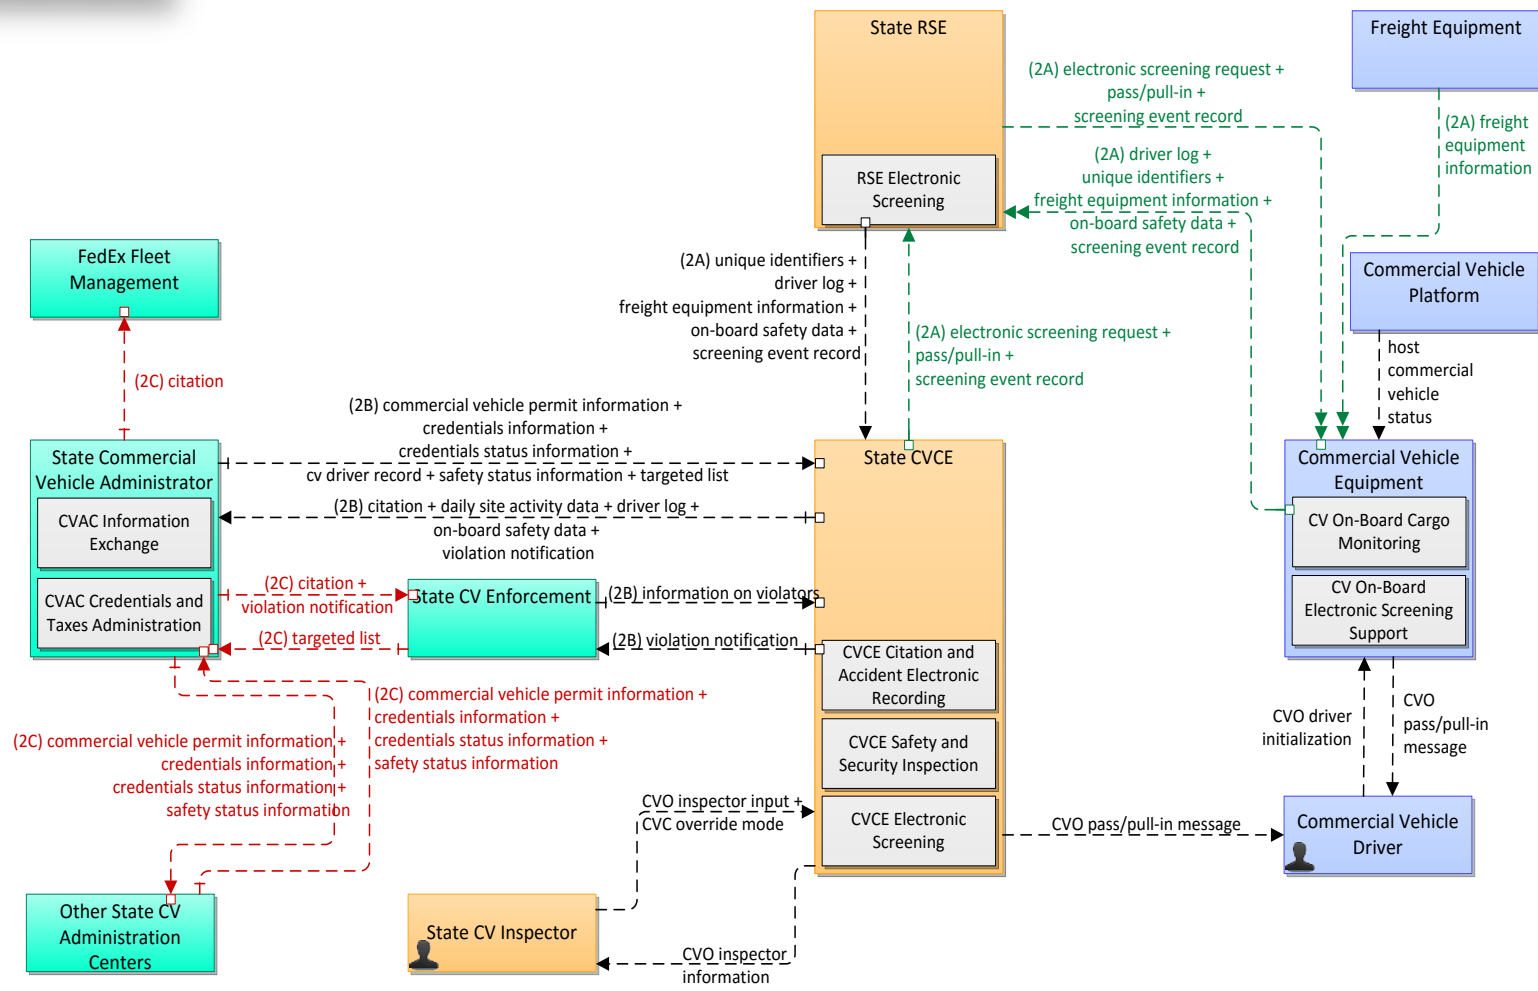 State RSE
RSE Electronic
Screening
Freight Equipment
(2A) electronic screening request +
pass/pull-in +
screening event record
(2A) freight
equipment
information
(2A) driver log +
unique identifiers +
freight equipment information +
on-board safety data +
screening event record
Commercial Vehicle
Platform
host
commercial
vehicle
status
FedEx Fleet
Management
(2C) citation
(2A) unique identifiers +
driver log +
freight equipment information +
on-board safety data +
screening event record
(2A) electronic screening request +
pass/pull-in +
screening event record
(2B) commercial vehicle permit information +
credentials information +
credentials status information +
cv driver record + safety status information + targeted list
State Commercial
Vehicle Administrator
CVAC Information
Exchange
CVAC Credentials and
Taxes Administration
(2B) citation + daily site activity data + driver log +
on-board safety data +
violation notification
State CVCE
CVCE Citation and
Accident Electronic
Recording
CVCE Safety and
Security Inspection
CVCE Electronic
Screening
Commercial Vehicle
Equipment
CV On-Board Cargo
Monitoring
CV On-Board
Electronic Screening
Support
(2C) citation +
violation notification
State CV Enforcement
(2B) information on violators
(2C) targeted list
(2B) violation notification
(2C) commercial vehicle permit information +
credentials information +
credentials status information +
safety status information
(2C) commercial vehicle permit information +
credentials information +
credentials status information +
safety status information
CVO driver
initialization
CVO
pass/pull-in
message
CVO inspector input +
CVC override mode
CVO pass/pull-in message
Commercial Vehicle
Driver
Other State CV
Administration
Centers
State CV Inspector
CVO inspector
information